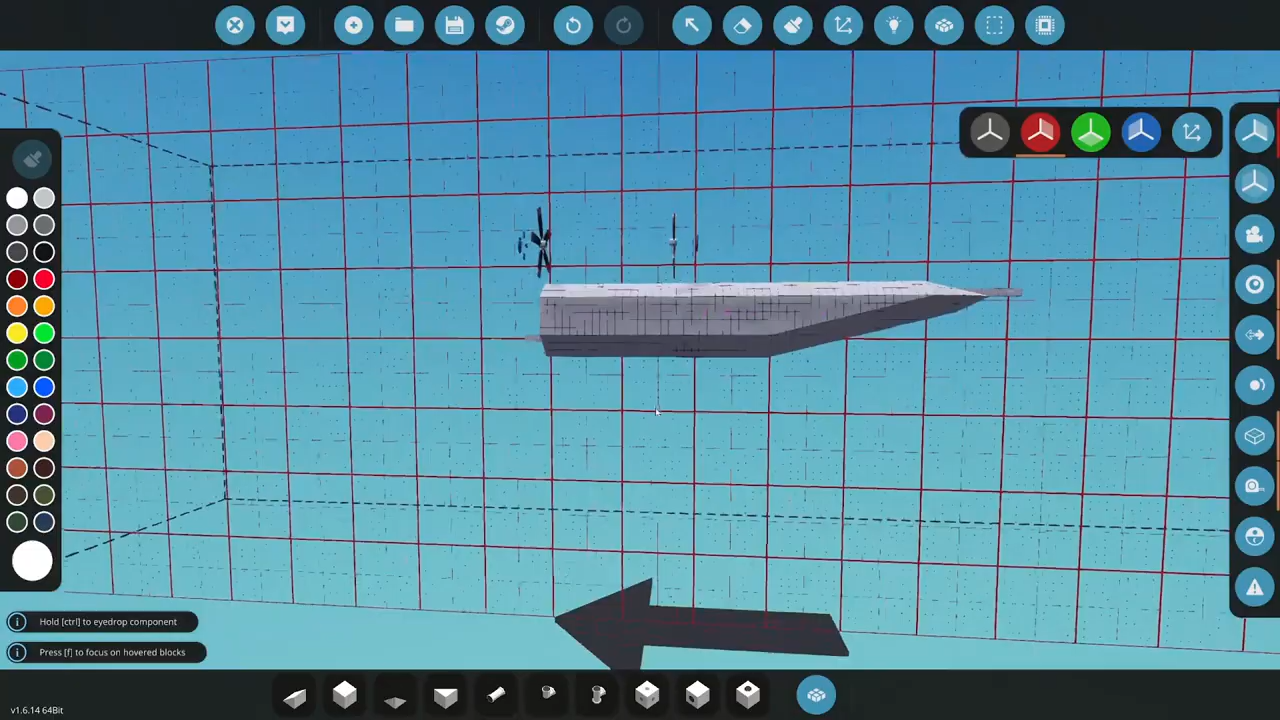 Hold [ctrl] to eyedrop component
Press [f] to focus on hovered blocks
v1.6.14 64Bit